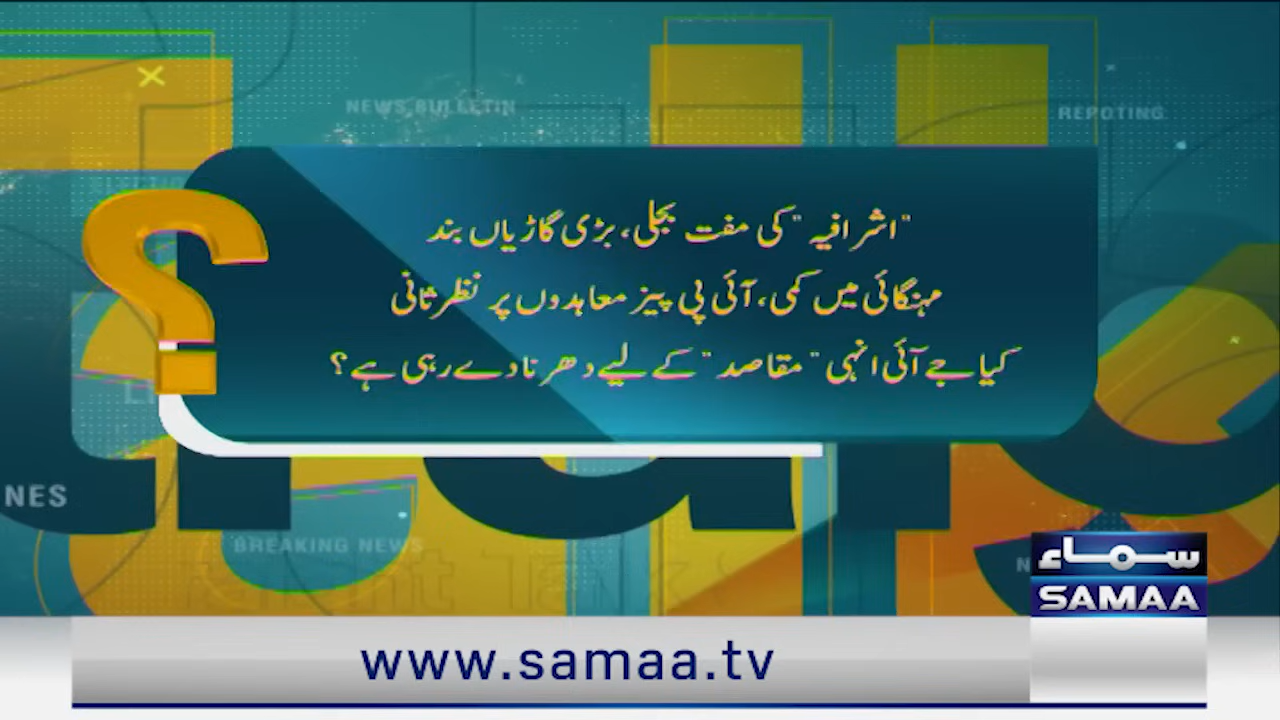 NEWS BULLETIN
REPOTING
"اشرافیہ" کی مفت بجلی، بڑی گاڑیاں بند
مہنگائی میں کمی، آئی پی پیز معاہدوں پر نظرثانی
کیا جے آئی انہی "مقاصد" کے لیے دھرنا دے رہی ہے؟
؟
NES
BREAKING NEWS
سماء
SAMAA
www.samaa.tv